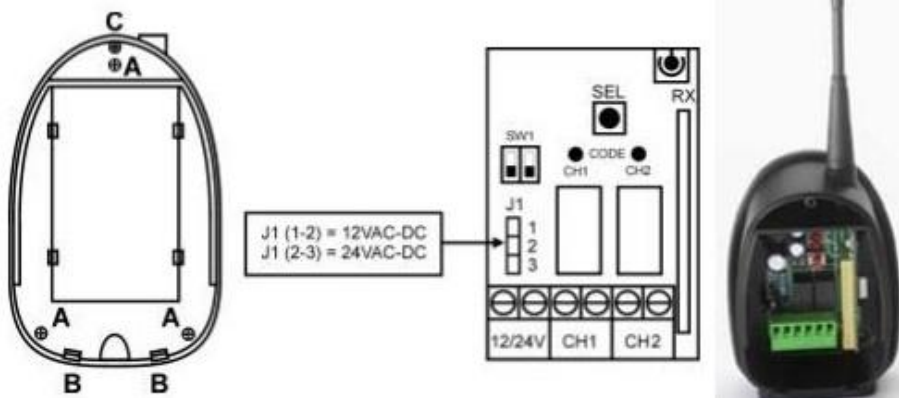 C
A
A
A
B
B
J1 (1-2) = 12VAC-DC
J1 (2-3) = 24VAC-DC
SEL
RX
SW1
CODE
CH1
CH2
J1
1
2
3
12/24V
CH1
CH2